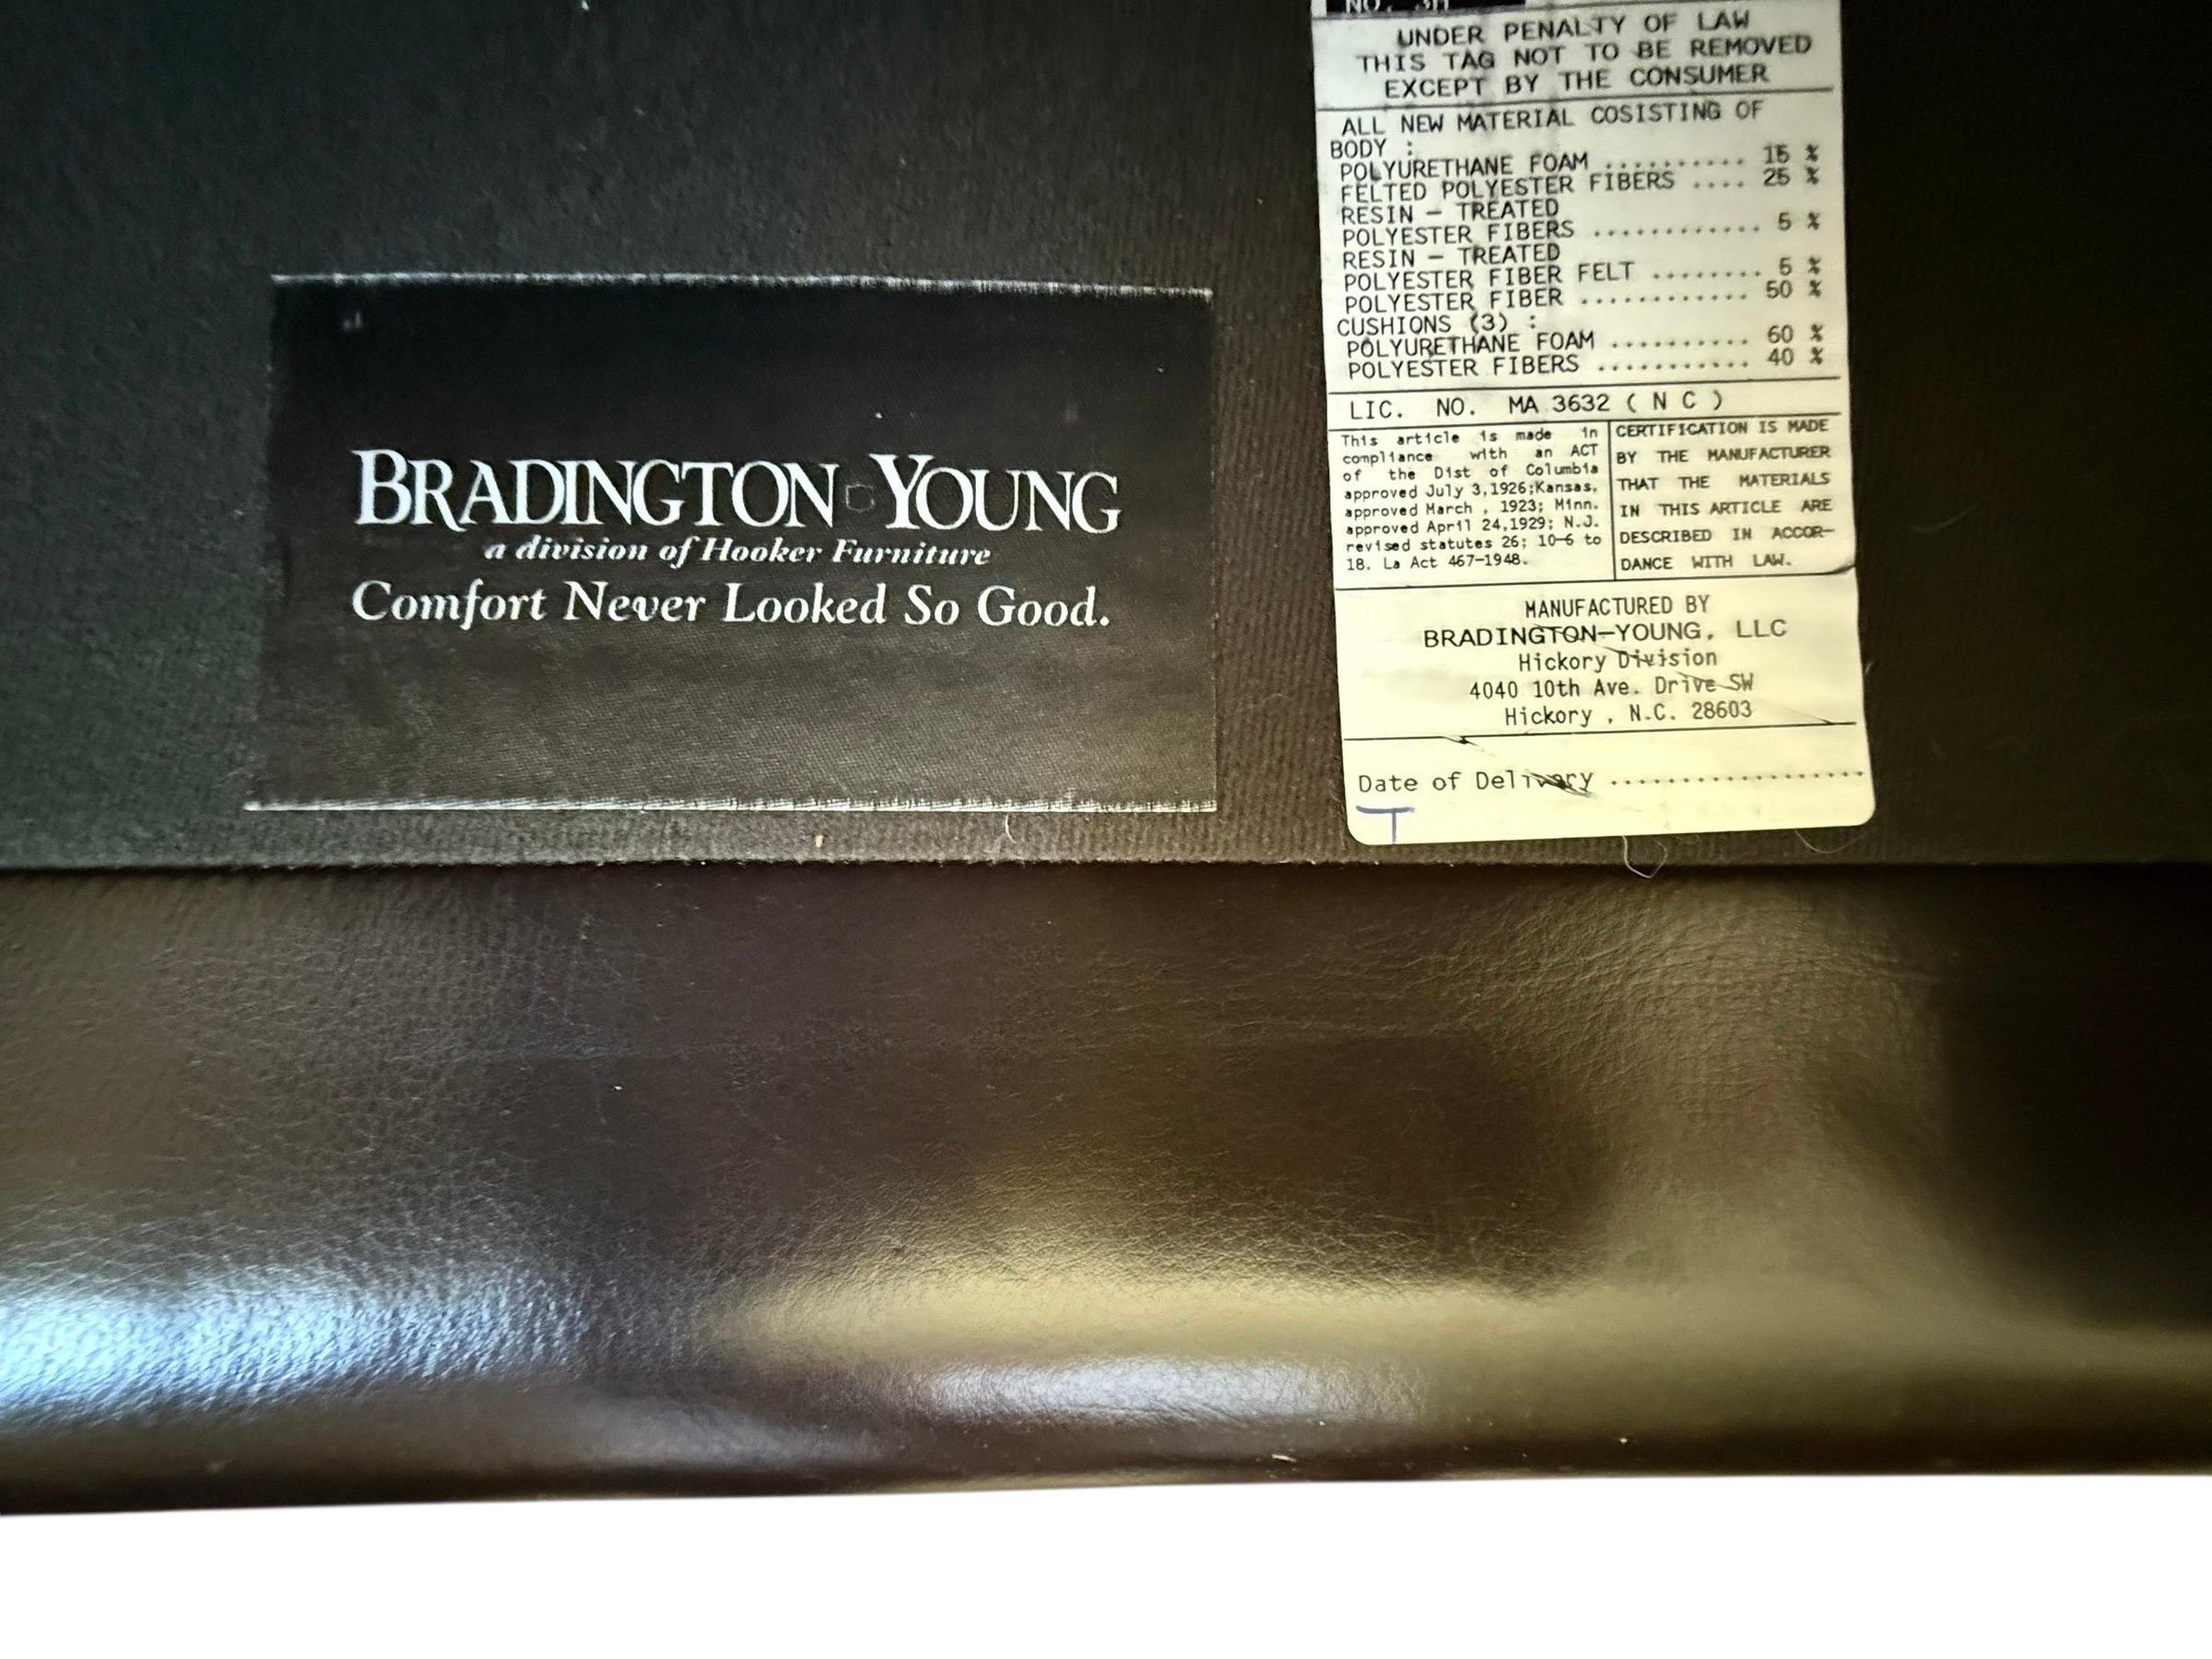 BRADINGTON YOUNG
a division of Hooker Furniture
Comfort Never Looked So Good.
NO. 3H
UNDER PENALTY OF LAW
THIS TAG NOT TO BE REMOVED
EXCEPT BY THE CONSUMER
ALL NEW MATERIAL COSISTING OF
BODY :
POLYURETHANE FOAM .......... 15 %
FELTED POLYESTER FIBERS .... 25 %
RESIN - TREATED
POLYESTER FIBERS ............ 5 %
RESIN - TREATED
POLYESTER FIBER FELT ........ 5 %
POLYESTER FIBER ............ 50 %
CUSHIONS (3) :
POLYURETHANE FOAM .......... 60 %
POLYESTER FIBERS ........... 40 %
LIC. NO. MA 3632 ( N C )
This article is made in
compliance with an ACT
of the Dist of Columbia
approved July 3,1926;Kansas,
approved March , 1923; Minn.
approved April 24,1929; N.J.
revised statutes 26; 10-6 to
18. La Act 467-1948.
CERTIFICATION IS MADE
BY THE MANUFACTURER
THAT THE MATERIALS
IN THIS ARTICLE ARE
DESCRIBED IN ACCOR-
DANCE WITH LAW.
MANUFACTURED BY
BRADINGTON-YOUNG, LLC
Hickory Division
4040 10th Ave. Drive SW
Hickory , N.C. 28603
Date of Delivary ..................
T